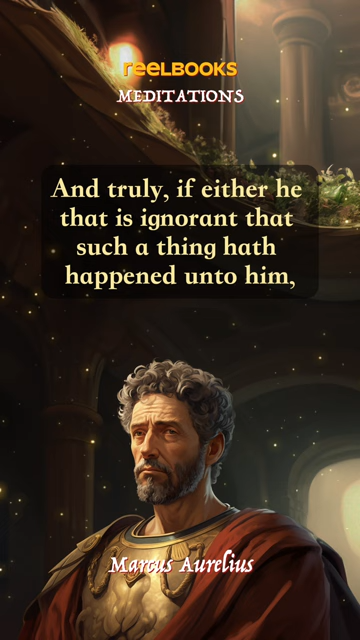 reelbooks
MEDITATIONS
And truly, if either he
that is ignorant that
such a thing hath
happened unto him,
Marcus Aurelius